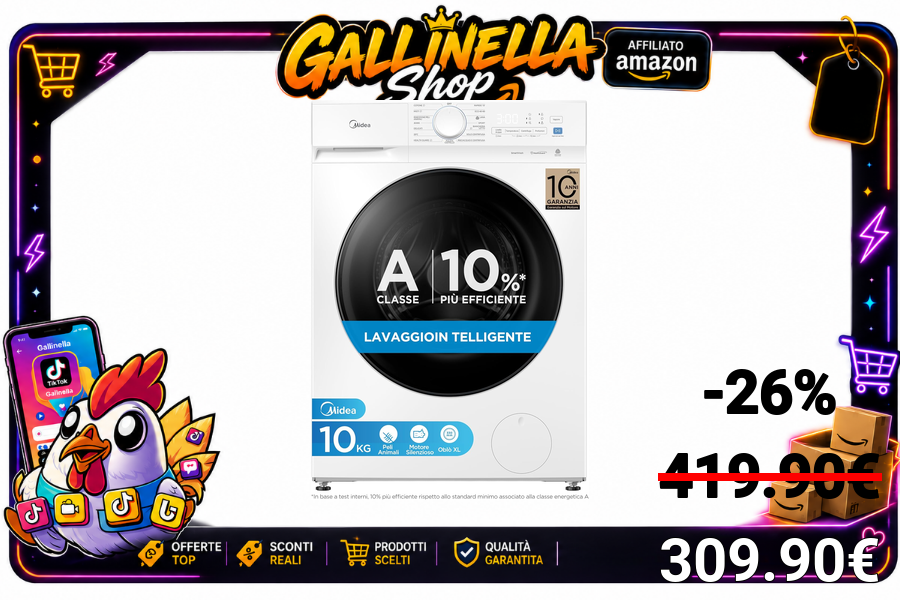 GALLINELLA
Shop
AFFILIATO
amazon
Midea
10 ANNI
GARANZIA
A
CLASSE
10%*
PIÙ EFFICIENTE
LAVAGGIOIN TELLIGENTE
Midea
10 KG
Peli
Animali
Motore
Silenzioso
Oblò XL
*In base a test interni, 10% più efficiente rispetto allo standard minimo associato alla classe energetica A
Gallinella
TikTok
Gallinella
-26%
419.90€
309.90€
OFFERTE
TOP
SCONTI
REALI
PRODOTTI
SCELTI
QUALITÀ
GARANTITA